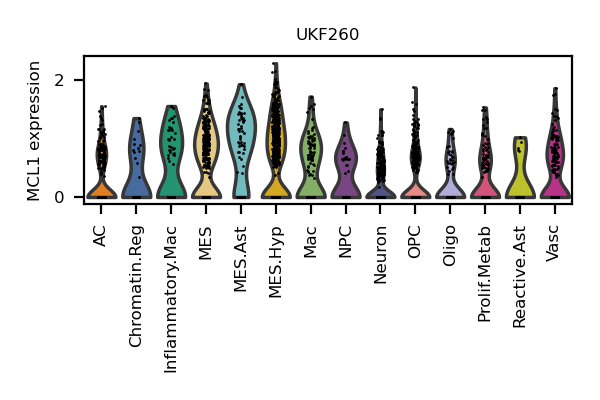 UKF260
MCL1 expression
2
0
AC
Chromatin.Reg
Inflammatory.Mac
MES
MES.Ast
MES.Hyp
Mac
NPC
Neuron
OPC
Oligo
Prolif.Metab
Reactive.Ast
Vasc